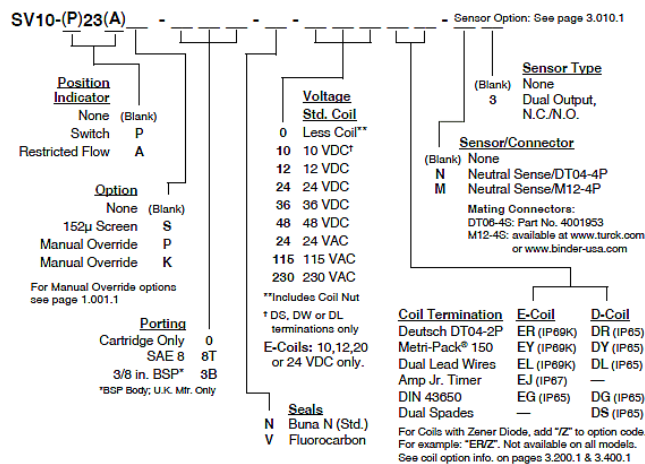 SV10-(P)23(A)_ - _ _ _ - _ - _ _ _ _ _ - _ _ Sensor Option: See page 3.010.1
Position
Indicator
None (Blank)
Switch P
Restricted Flow A
Option
None (Blank)
152µ Screen S
Manual Override P
Manual Override K
For Manual Override options
see page 1.001.1
Porting
Cartridge Only 0
SAE 8 8T
3/8 in. BSP* 3B
*BSP Body; U.K. Mfr. Only
Seals
N Buna N (Std.)
V Fluorocarbon
Voltage
Std. Coil
0 Less Coil**
10 10 VDC†
12 12 VDC
24 24 VDC
36 36 VDC
48 48 VDC
24 24 VAC
115 115 VAC
230 230 VAC
**Includes Coil Nut
† DS, DW or DL
terminations only
E-Coils: 10,12,20
or 24 VDC only.
Sensor Type
(Blank) None
3 Dual Output,
N.C./N.O.
Sensor/Connector
(Blank) None
N Neutral Sense/DT04-4P
M Neutral Sense/M12-4P
Mating Connectors:
DT06-4S: Part No. 4001953
M12-4S: available at www.turck.com
or www.binder-usa.com
Coil Termination E-Coil D-Coil
Deutsch DT04-2P ER (IP69K) DR (IP65)
Metri-Pack® 150 EY (IP69K) DY (IP65)
Dual Lead Wires EL (IP69K) DL (IP65)
Amp Jr. Timer EJ (IP67) —
DIN 43650 EG (IP65) DG (IP65)
Dual Spades — DS (IP65)
For Coils with Zener Diode, add "/Z" to option code.
For example: "ER/Z". Not available on all models.
See coil option info. on pages 3.200.1 & 3.400.1